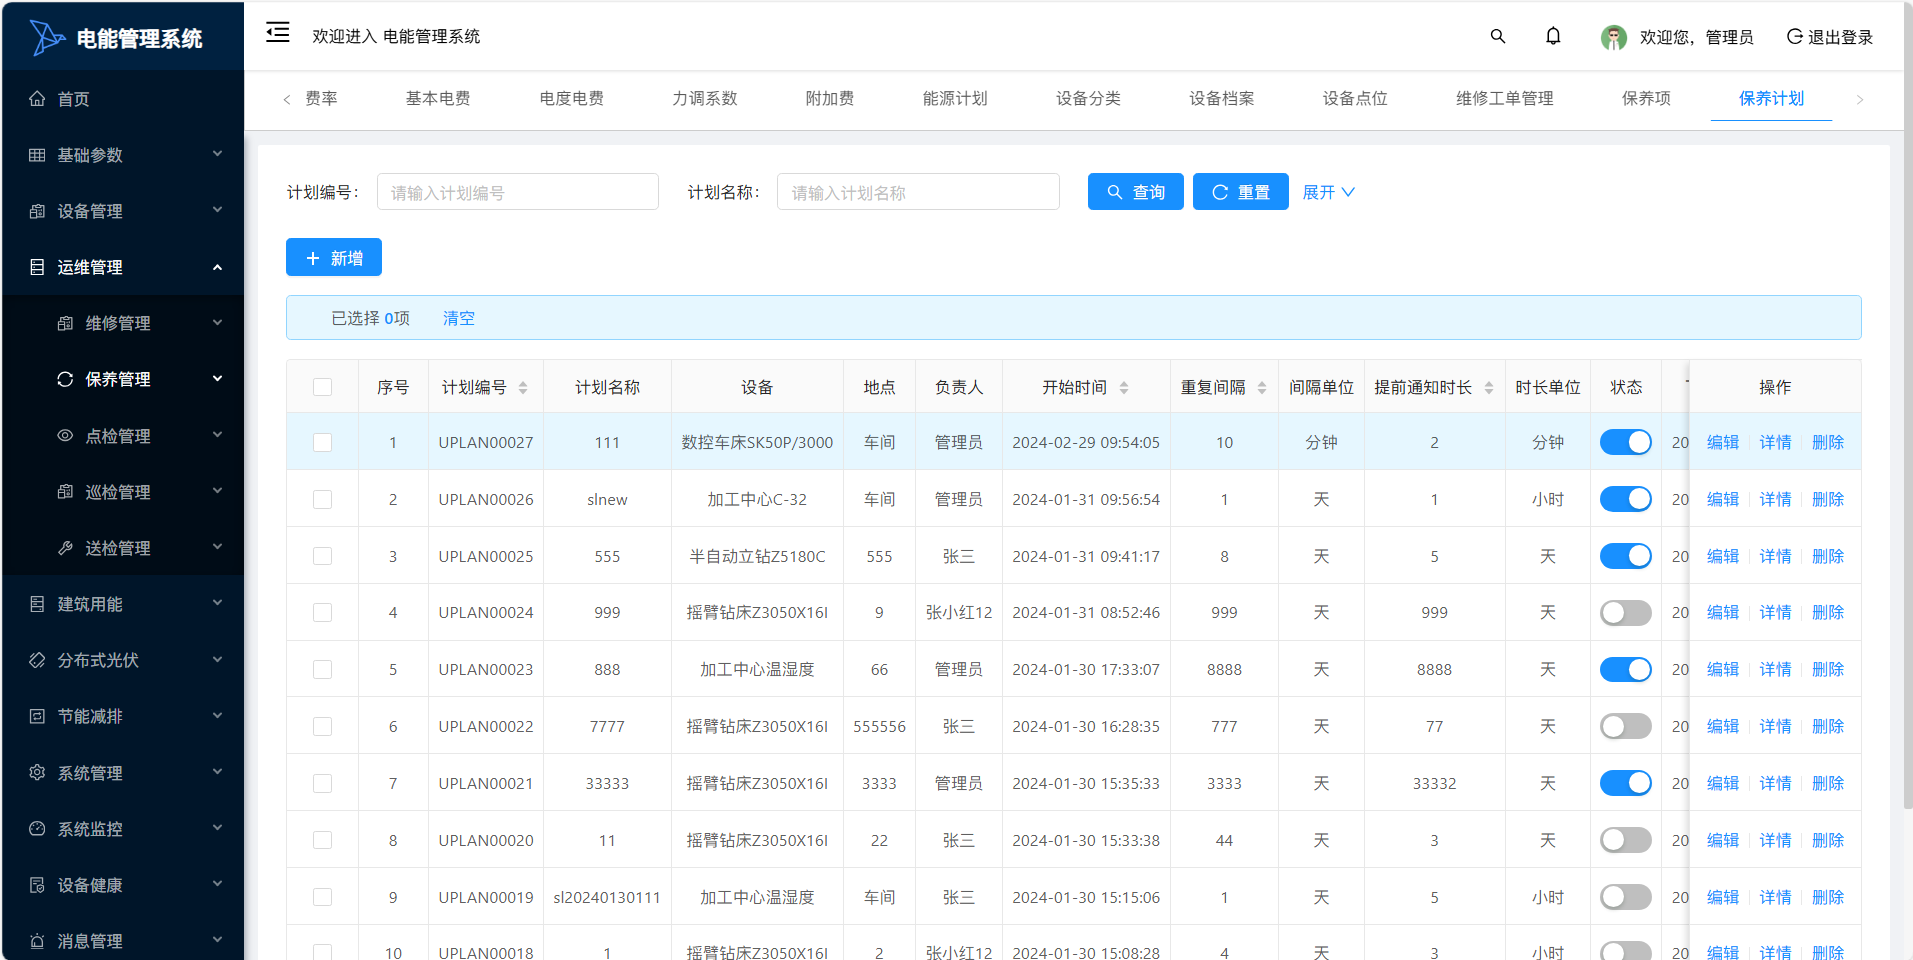 电能管理系统
欢迎进入 电能管理系统
欢迎您，管理员
退出登录
首页
基础参数
设备管理
运维管理
维修管理
保养管理
点检管理
巡检管理
送检管理
建筑用能
分布式光伏
节能减排
系统管理
系统监控
设备健康
消息管理
费率 基本电费 电度电费 力调系数 附加费 能源计划 设备分类 设备档案 设备点位 维修工单管理 保养项 保养计划
计划编号： 请输入计划编号 计划名称： 请输入计划名称 查询 重置 展开
新增
已选择 0项 清空
序号 计划编号 计划名称 设备 地点 负责人 开始时间 重复间隔 间隔单位 提前通知时长 时长单位 状态 操作
1 UPLAN00027 111 数控车床SK50P/3000 车间 管理员 2024-02-29 09:54:05 10 分钟 2 分钟 20 编辑 详情 删除
2 UPLAN00026 slnew 加工中心C-32 车间 管理员 2024-01-31 09:56:54 1 天 1 小时 20 编辑 详情 删除
3 UPLAN00025 555 半自动立钻Z5180C 555 张三 2024-01-31 09:41:17 8 天 5 天 20 编辑 详情 删除
4 UPLAN00024 999 摇臂钻床Z3050X16I 9 张小红12 2024-01-31 08:52:46 999 天 999 天 20 编辑 详情 删除
5 UPLAN00023 888 加工中心温湿度 66 管理员 2024-01-30 17:33:07 8888 天 8888 天 20 编辑 详情 删除
6 UPLAN00022 7777 摇臂钻床Z3050X16I 555556 张三 2024-01-30 16:28:35 777 天 77 天 20 编辑 详情 删除
7 UPLAN00021 33333 摇臂钻床Z3050X16I 3333 管理员 2024-01-30 15:35:33 3333 天 33332 天 20 编辑 详情 删除
8 UPLAN00020 11 摇臂钻床Z3050X16I 22 张三 2024-01-30 15:33:38 44 天 3 天 20 编辑 详情 删除
9 UPLAN00019 sl20240130111 加工中心温湿度 车间 张三 2024-01-30 15:15:06 1 天 5 小时 20 编辑 详情 删除
10 UPLAN00018 1 摇臂钻床Z3050X16I 2 张小红12 2024-01-30 15:08:28 4 天 3 小时 20 编辑 详情 删除